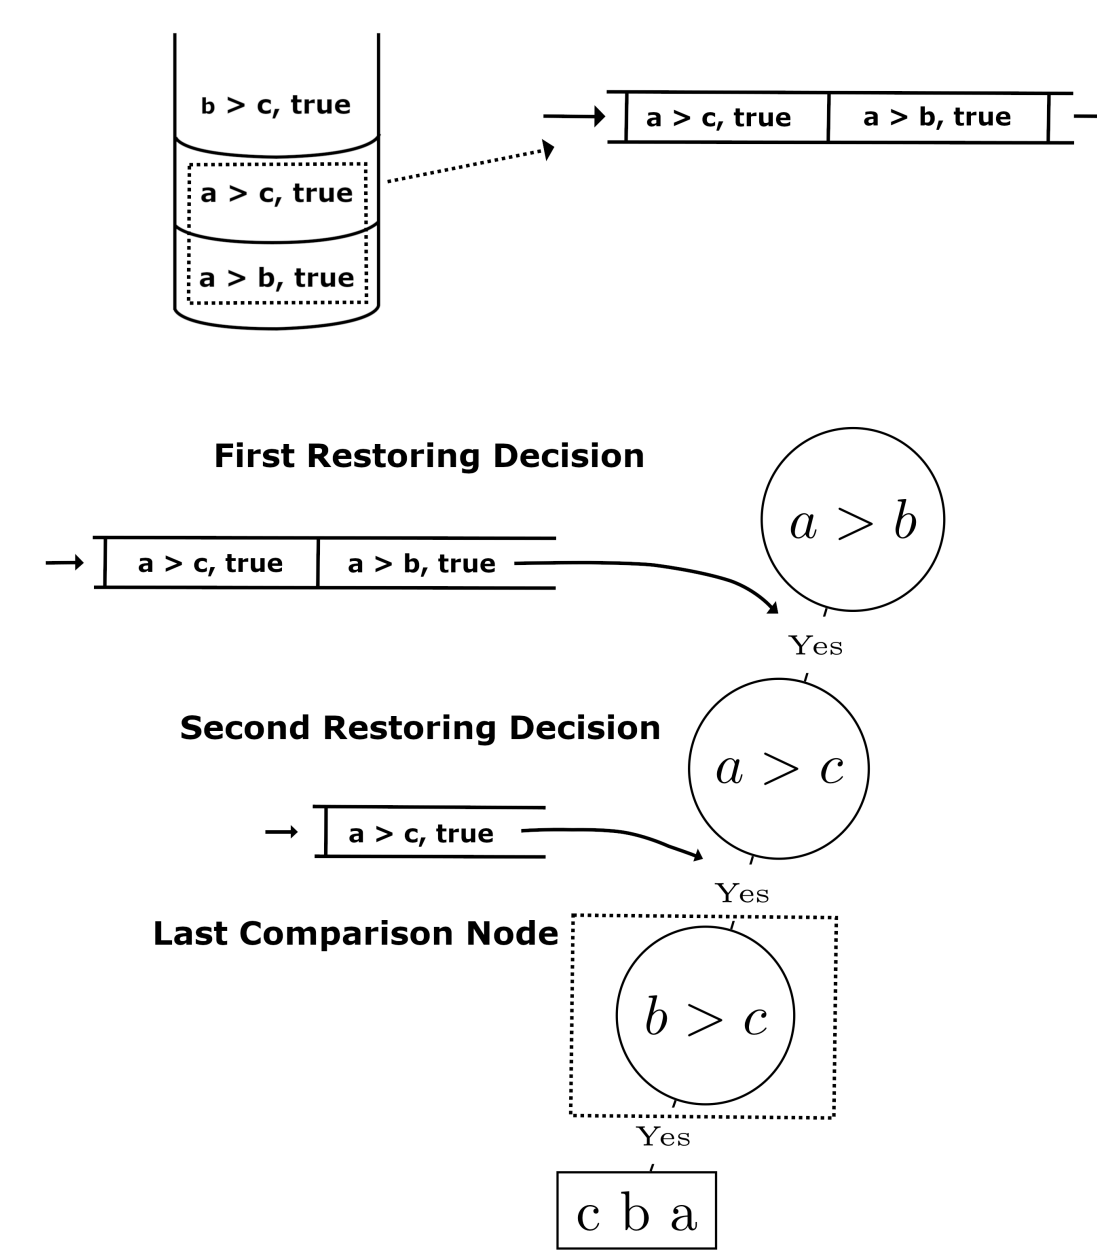 b > c, true
a > c, true
a > b, true
a > c, true a > b, true
First Restoring Decision
a > b
a > c, true a > b, true
Yes
Second Restoring Decision
a > c
a > c, true
Yes
Last Comparison Node
b > c
Yes
c b a